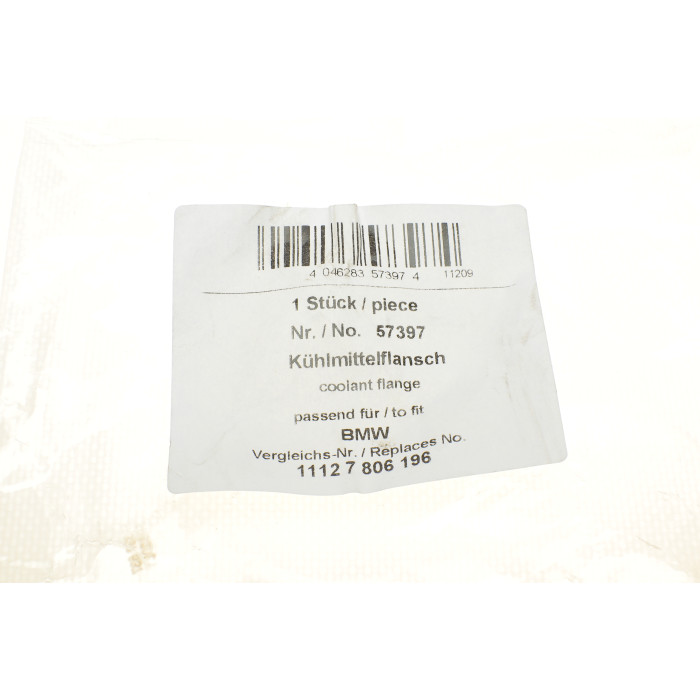 4 046283 57397 4 11209
1 Stück / piece
Nr. / No. 57397
Kühlmittelflansch
coolant flange
passend für / to fit
BMW
Vergleichs-Nr. / Replaces No.
1112 7 806 196